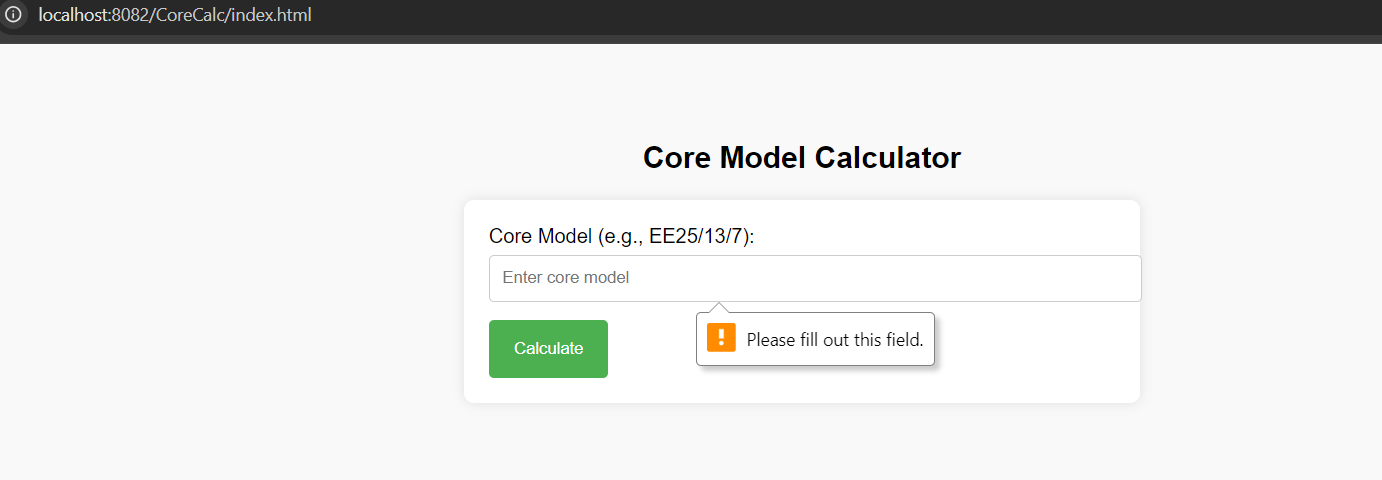 localhost:8082/CoreCalc/index.html
Core Model Calculator
Core Model (e.g., EE25/13/7):
Enter core model
Please fill out this field.
Calculate